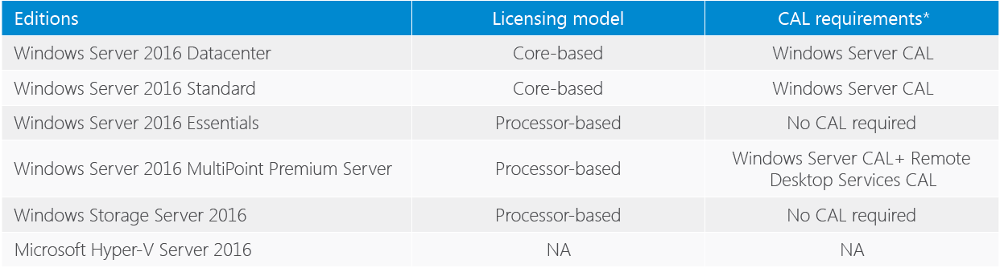 Editions Licensing model CAL requirements*
Windows Server 2016 Datacenter Core-based Windows Server CAL
Windows Server 2016 Standard Core-based Windows Server CAL
Windows Server 2016 Essentials Processor-based No CAL required
Windows Server 2016 MultiPoint Premium Server Processor-based Windows Server CAL+ Remote
Desktop Services CAL
Windows Storage Server 2016 Processor-based No CAL required
Microsoft Hyper-V Server 2016 NA NA